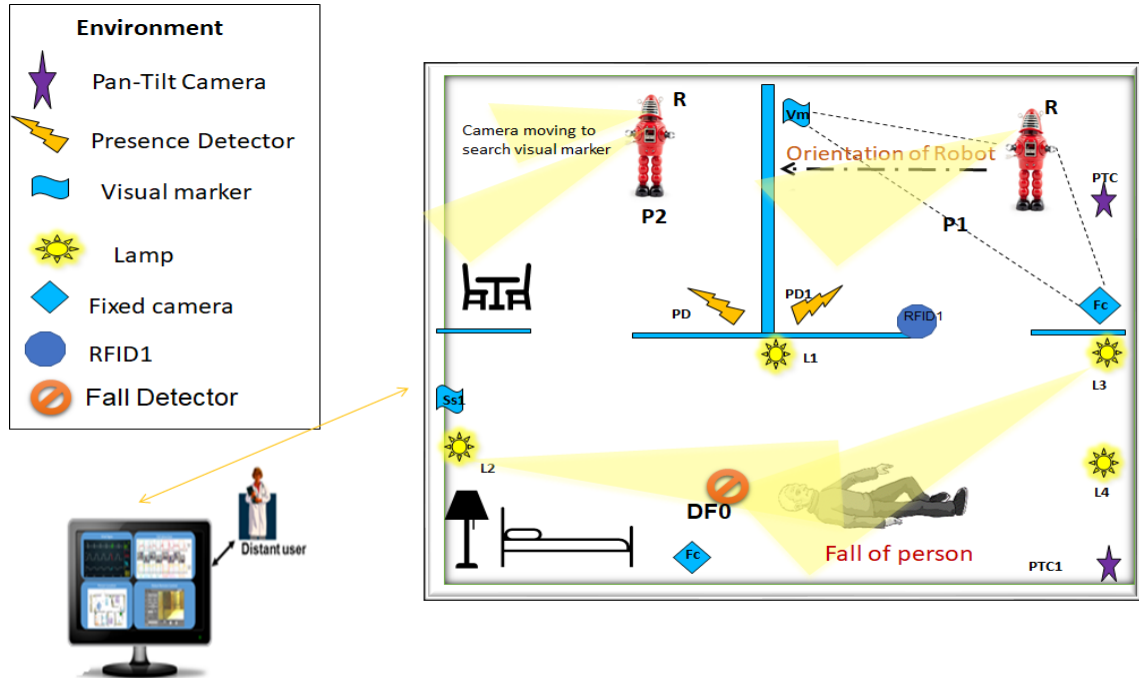 Environment
Pan-Tilt Camera
Presence Detector
Visual marker
Lamp
Fixed camera
RFID1
Fall Detector
Distant user
Camera moving to
search visual marker
R
P2
Vm
R
Orientation of Robot
PTC
P1
PD
PD1
RFID1
Fc
L1
L3
Ss1
L2
L4
DF0
Fc
Fall of person
PTC1